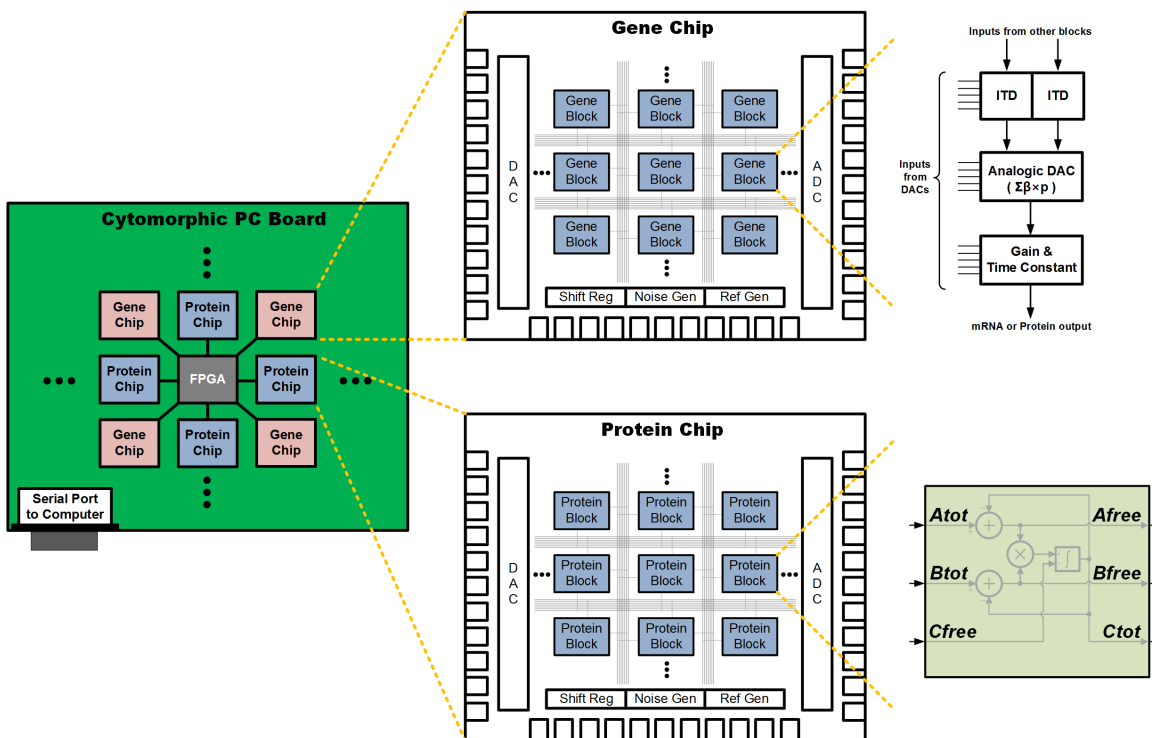 Cytomorphic PC Board
Gene
Chip
Protein
Chip
Gene
Chip
Protein
Chip
FPGA
Protein
Chip
Gene
Chip
Protein
Chip
Gene
Chip
Serial Port
to Computer
Gene Chip
D
A
C
Gene
Block
Gene
Block
Gene
Block
Gene
Block
Gene
Block
Gene
Block
Gene
Block
Gene
Block
Gene
Block
A
D
C
Shift Reg
Noise Gen
Ref Gen
Inputs from other blocks
ITD
ITD
Inputs
from
DACs
Analogic DAC
( Σβ×p )
Gain &
Time Constant
mRNA or Protein output
Protein Chip
D
A
C
Protein
Block
Protein
Block
Protein
Block
Protein
Block
Protein
Block
Protein
Block
Protein
Block
Protein
Block
Protein
Block
A
D
C
Shift Reg
Noise Gen
Ref Gen
Atot
Afree
+
+
-
×
+
-
∫
Btot
Bfree
+
+
-
Cfree
Ctot